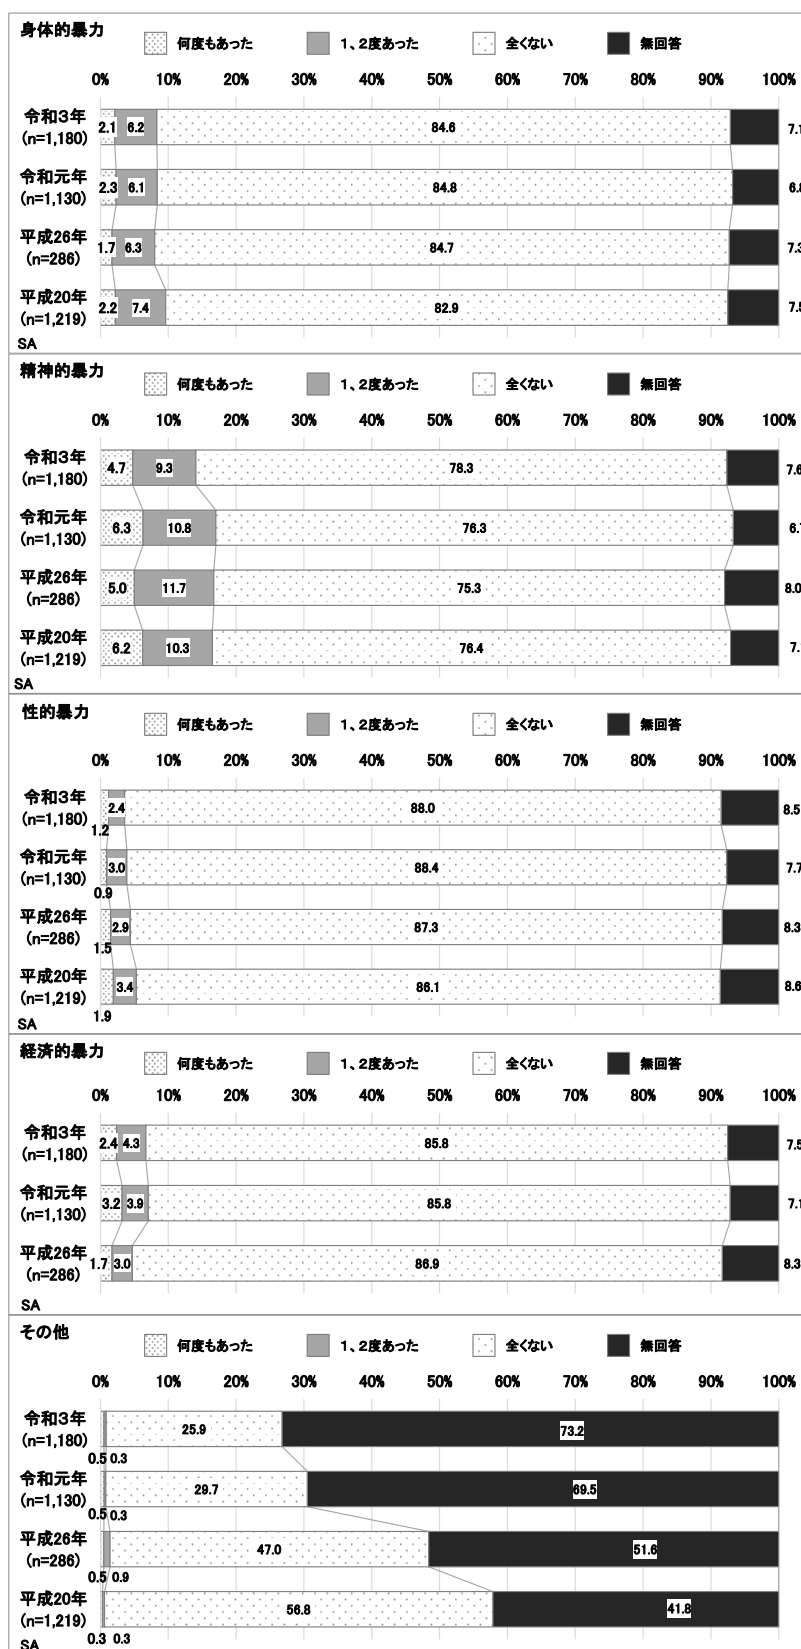 身体的暴力
何度もあった 1、2度あった 全くない 無回答
0% 10% 20% 30% 40% 50% 60% 70% 80% 90% 100%
令和3年
(n=1,180)
2.1 6.2 84.6 7.1
令和元年
(n=1,130)
2.3 6.1 84.8 6.8
平成26年
(n=286)
1.7 6.3 84.7 7.3
平成20年
(n=1,219)
2.2 7.4 82.9 7.5
SA
精神的暴力
何度もあった 1、2度あった 全くない 無回答
0% 10% 20% 30% 40% 50% 60% 70% 80% 90% 100%
令和3年
(n=1,180)
4.7 9.3 78.3 7.6
令和元年
(n=1,130)
6.3 10.8 76.3 6.
平成26年
(n=286)
5.0 11.7 75.3 8.0
平成20年
(n=1,219)
6.2 10.3 76.4 7.
SA
性的暴力
何度もあった 1、2度あった 全くない 無回答
0% 10% 20% 30% 40% 50% 60% 70% 80% 90% 100%
令和3年
(n=1,180)
1.2 2.4 88.0 8.5
令和元年
(n=1,130)
0.9 3.0 88.4 7.7
平成26年
(n=286)
1.5 2.9 87.3 8.3
平成20年
(n=1,219)
1.9 3.4 86.1 8.6
SA
経済的暴力
何度もあった 1、2度あった 全くない 無回答
0% 10% 20% 30% 40% 50% 60% 70% 80% 90% 100%
令和3年
(n=1,180)
2.4 4.3 85.8 7.5
令和元年
(n=1,130)
3.2 3.9 85.8 7.1
平成26年
(n=286)
1.7 3.0 86.9 8.3
SA
その他
何度もあった 1、2度あった 全くない 無回答
0% 10% 20% 30% 40% 50% 60% 70% 80% 90% 100%
令和3年
(n=1,180)
0.5 0.3 25.9 73.2
令和元年
(n=1,130)
0.5 0.3 29.7 69.5
平成26年
(n=286)
0.5 0.9 47.0 51.6
平成20年
(n=1,219)
0.3 0.3 56.8 41.8
SA